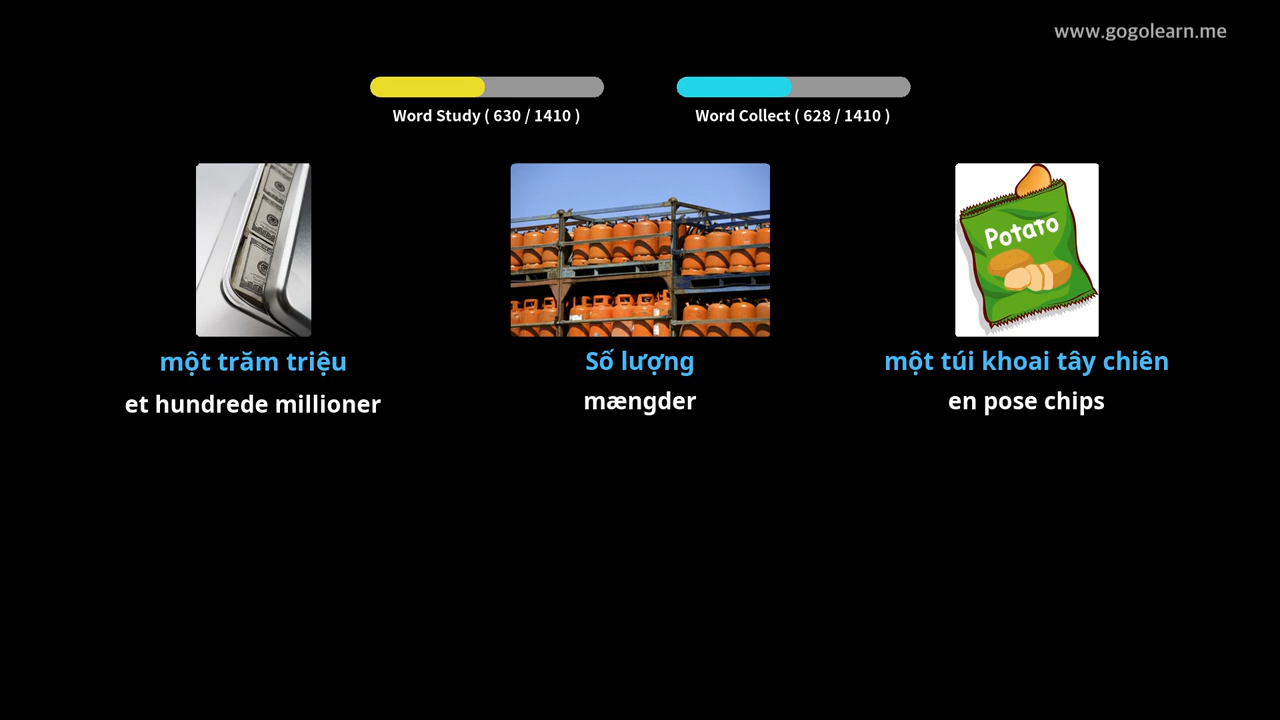 www.gogolearn.me
Word Study ( 630 / 1410 )
Word Collect ( 628 / 1410 )
Potato
một trăm triệu
Số lượng
một túi khoai tây chiên
et hundrede millioner
mængder
en pose chips